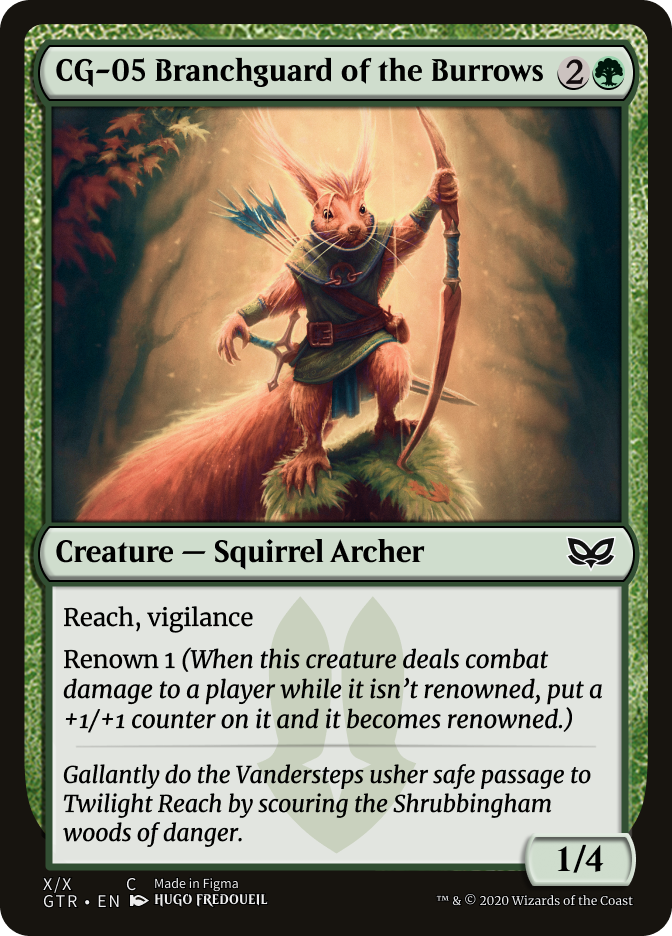 CG-05 Branchguard of the Burrows 2
Creature — Squirrel Archer
Reach, vigilance
Renown 1 (When this creature deals combat
damage to a player while it isn't renowned, put a
+1/+1 counter on it and it becomes renowned.)
Gallantly do the Vandersteps usher safe passage to
Twilight Reach by scouring the Shrubbingham
woods of danger.
1/4
X/X C Made in Figma
GTR • EN HUGO FREDOUEIL ™ & © 2020 Wizards of the Coast